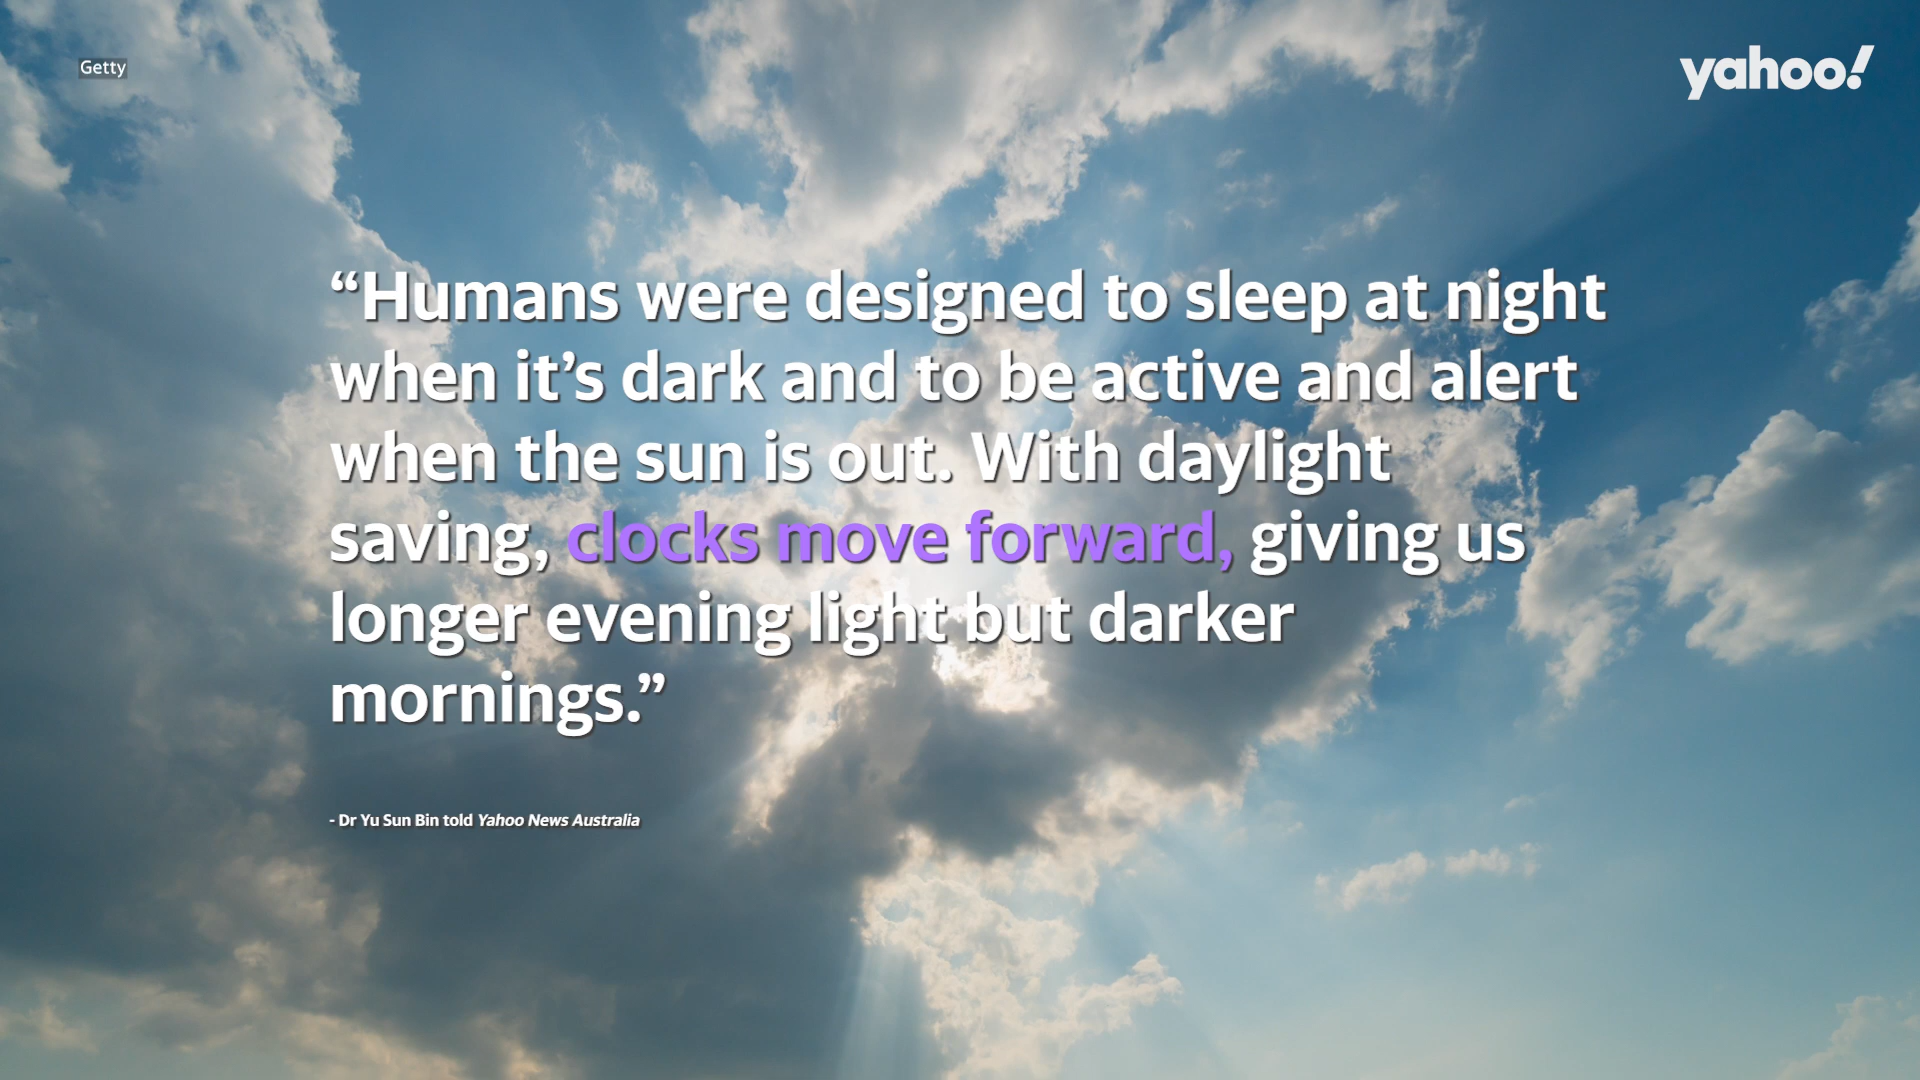 Getty
yahoo!
“Humans were designed to sleep at night
when it’s dark and to be active and alert
when the sun is out. With daylight
saving, clocks move forward, giving us
longer evening light but darker
mornings.”
- Dr Yu Sun Bin told Yahoo News Australia